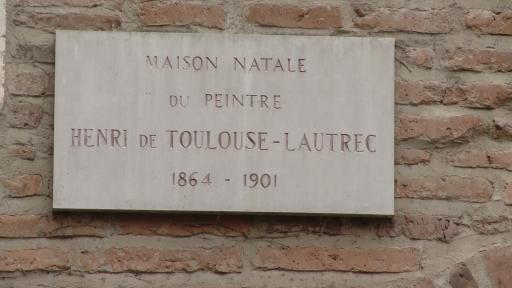 MAISON NATALE
DU PEINTRE
HENRI DE TOULOUSE-LAUTREC
1864 - 1901